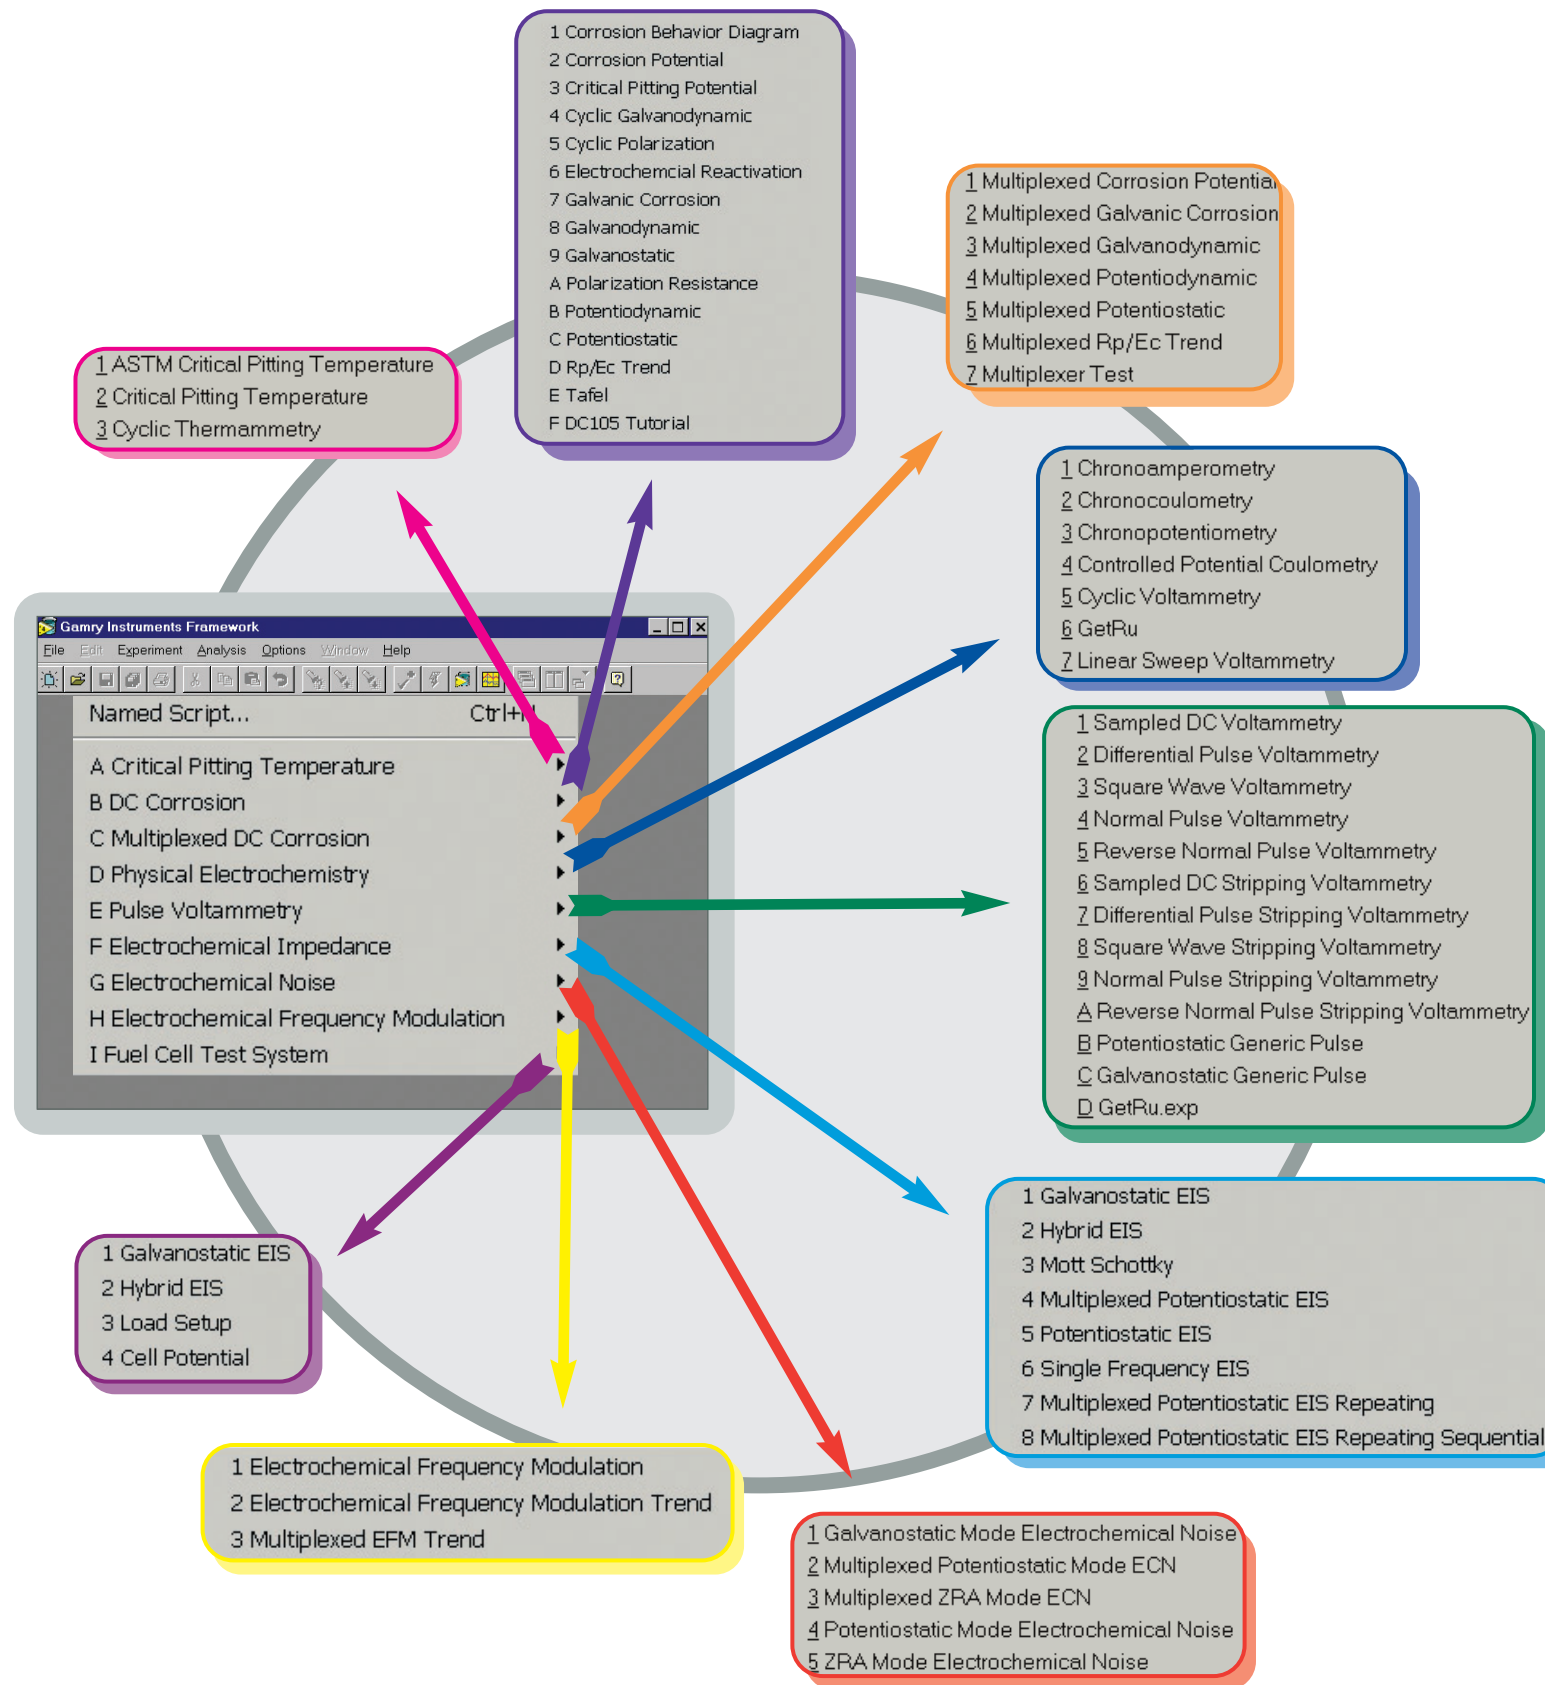 1 Corrosion Behavior Diagram
2 Corrosion Potential
3 Critical Pitting Potential
4 Cyclic Galvanodynamic
5 Cyclic Polarization
6 Electrochemcial Reactivation
7 Galvanic Corrosion
8 Galvanodynamic
9 Galvanostatic
A Polarization Resistance
B Potentiodynamic
C Potentiostatic
D Rp/Ec Trend
E Tafel
F DC105 Tutorial
1 Multiplexed Corrosion Potential
2 Multiplexed Galvanic Corrosion
3 Multiplexed Galvanodynamic
4 Multiplexed Potentiodynamic
5 Multiplexed Potentiostatic
6 Multiplexed Rp/Ec Trend
7 Multiplexer Test
1 ASTM Critical Pitting Temperature
2 Critical Pitting Temperature
3 Cyclic Thermammetry
1 Chronoamperometry
2 Chronocoulometry
3 Chronopotentiometry
4 Controlled Potential Coulometry
5 Cyclic Voltammetry
6 GetRu
7 Linear Sweep Voltammetry
Gamry Instruments Framework
File Edit Experiment Analysis Options Window Help
Named Script... Ctrl+N
A Critical Pitting Temperature
B DC Corrosion
C Multiplexed DC Corrosion
D Physical Electrochemistry
E Pulse Voltammetry
F Electrochemical Impedance
G Electrochemical Noise
H Electrochemical Frequency Modulation
I Fuel Cell Test System
1 Sampled DC Voltammetry
2 Differential Pulse Voltammetry
3 Square Wave Voltammetry
4 Normal Pulse Voltammetry
5 Reverse Normal Pulse Voltammetry
6 Sampled DC Stripping Voltammetry
7 Differential Pulse Stripping Voltammetry
8 Square Wave Stripping Voltammetry
9 Normal Pulse Stripping Voltammetry
A Reverse Normal Pulse Stripping Voltammetry
B Potentiostatic Generic Pulse
C Galvanostatic Generic Pulse
D GetRu.exp
1 Galvanostatic EIS
2 Hybrid EIS
3 Mott Schottky
4 Multiplexed Potentiostatic EIS
5 Potentiostatic EIS
6 Single Frequency EIS
7 Multiplexed Potentiostatic EIS Repeating
8 Multiplexed Potentiostatic EIS Repeating Sequential
1 Galvanostatic EIS
2 Hybrid EIS
3 Load Setup
4 Cell Potential
1 Electrochemical Frequency Modulation
2 Electrochemical Frequency Modulation Trend
3 Multiplexed EFM Trend
1 Galvanostatic Mode Electrochemical Noise
2 Multiplexed Potentiostatic Mode ECN
3 Multiplexed ZRA Mode ECN
4 Potentiostatic Mode Electrochemical Noise
5 ZRA Mode Electrochemical Noise